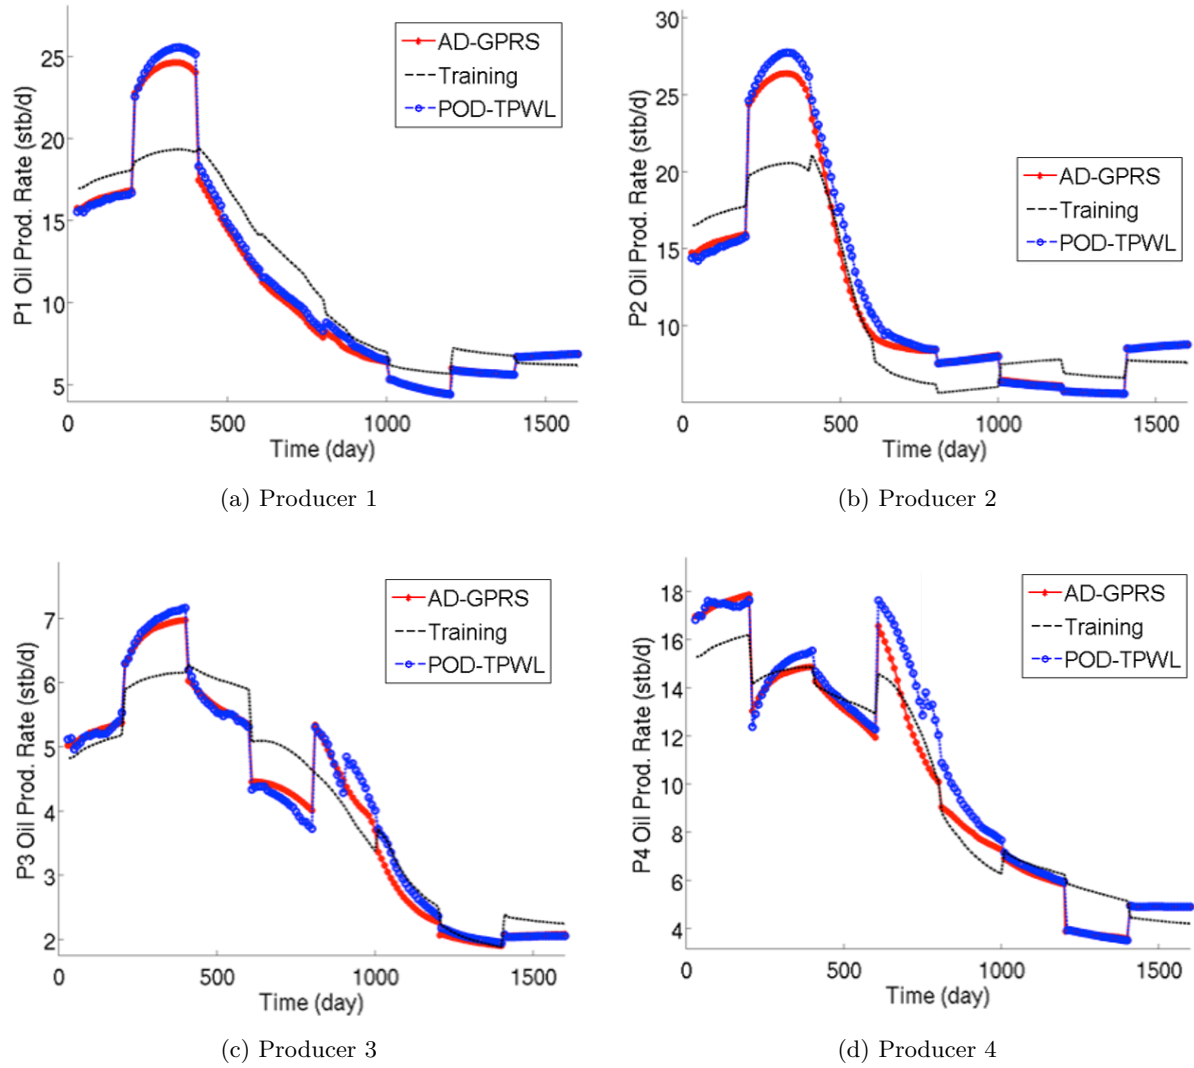 P1 Oil Prod. Rate (stb/d)
25
20
15
10
5
0
500
1000
1500
Time (day)
AD-GPRS
Training
POD-TPWL
(a) Producer 1
P2 Oil Prod. Rate (stb/d)
30
25
20
15
10
0
500
1000
1500
Time (day)
AD-GPRS
Training
POD-TPWL
(b) Producer 2
P3 Oil Prod. Rate (stb/d)
7
6
5
4
3
2
0
500
1000
1500
Time (day)
AD-GPRS
Training
POD-TPWL
(c) Producer 3
P4 Oil Prod. Rate (stb/d)
18
16
14
12
10
8
6
4
0
500
1000
1500
Time (day)
AD-GPRS
Training
POD-TPWL
(d) Producer 4